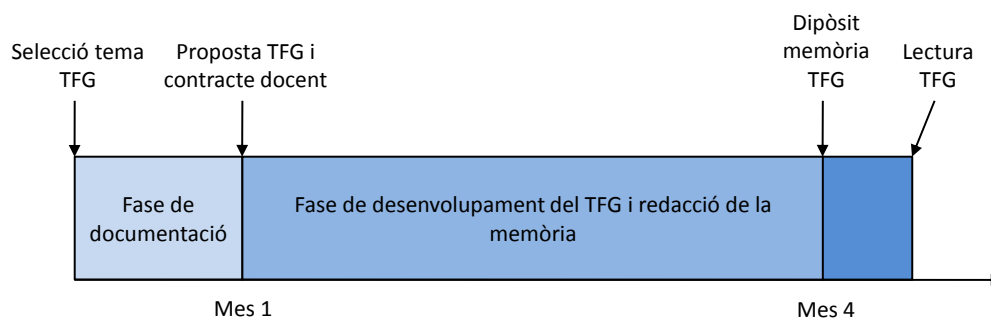 Selecció tema
TFG
Proposta TFG i
contracte docent
Dipòsit
memòria
TFG
Lectura
TFG
Fase de
documentació
Fase de desenvolupament del TFG i redacció de la
memòria
Mes 1
Mes 4